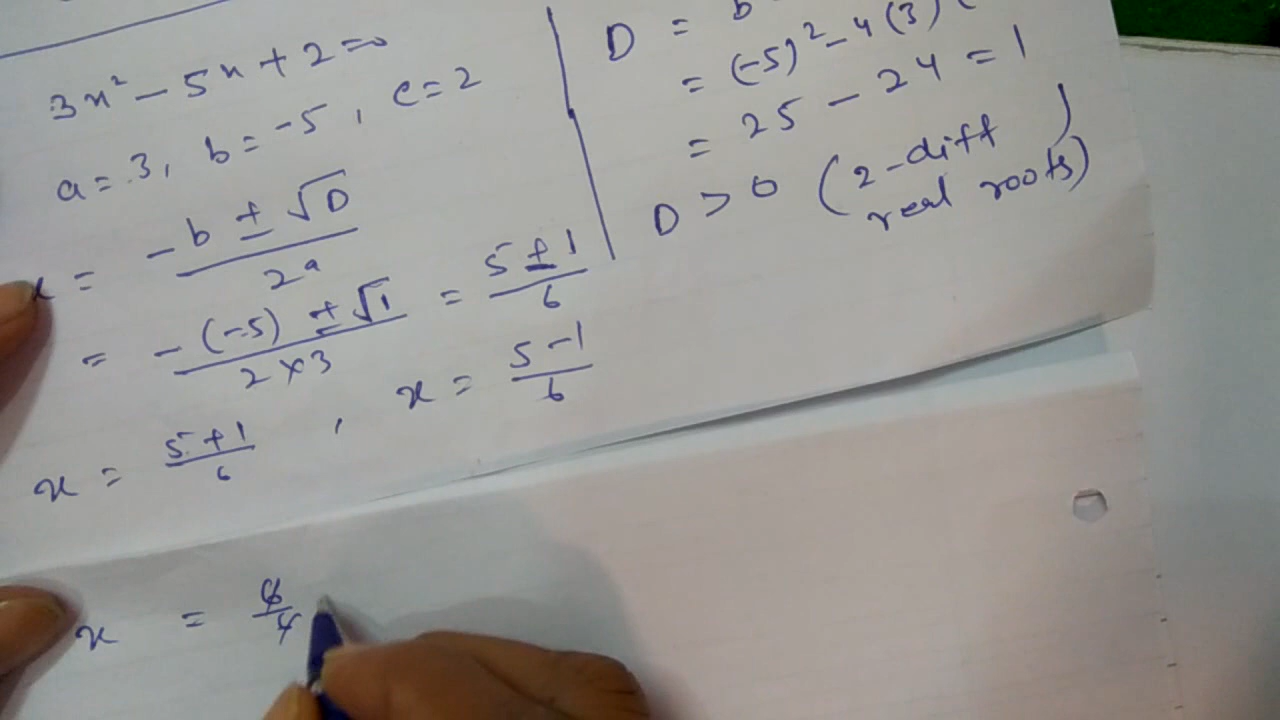 3x² - 5x + 2 = 0
a = 3, b = -5, c = 2
x = -b ± √D / 2a
= -(-5) ± √1 / 2×3 = 5 ± 1 / 6
x = 5 + 1 / 6 , x = 5 - 1 / 6
x =
D = b
= (-5)² - 4(3)(
= 25 - 24 = 1
D > 0 (2-diff )
real roots)